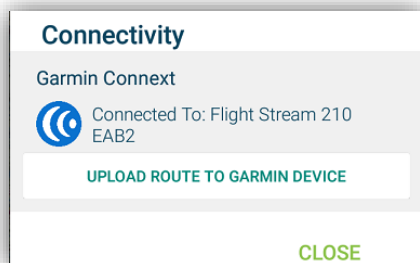 Connectivity
Garmin Connext
Connected To: Flight Stream 210
EAB2
UPLOAD ROUTE TO GARMIN DEVICE
CLOSE